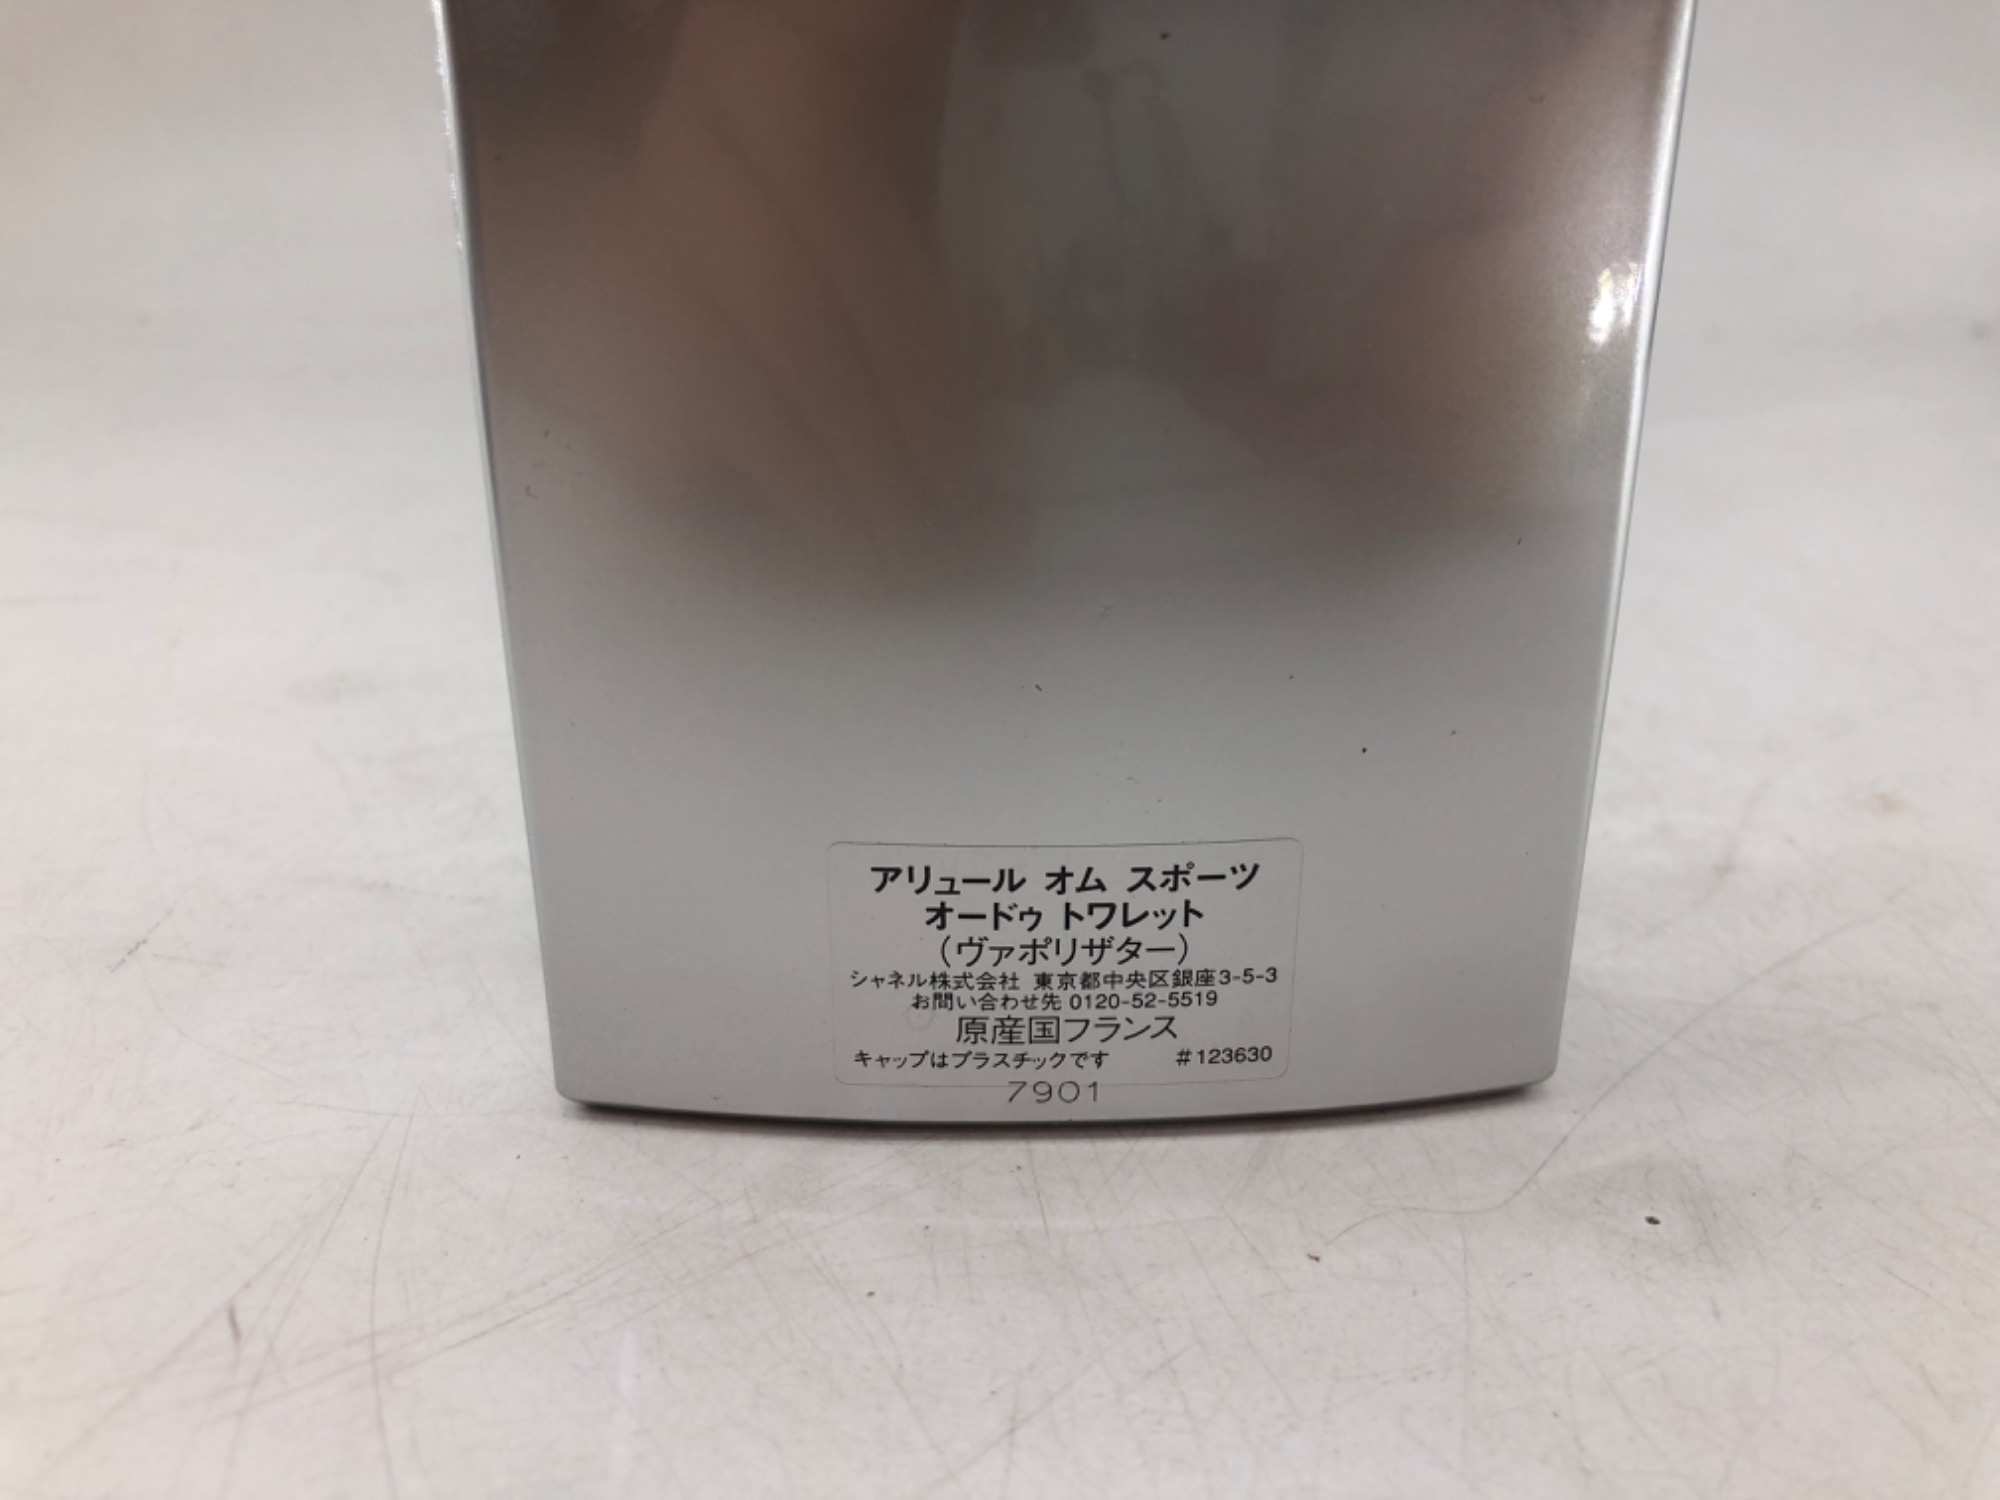 アリュール オム スポーツ
オードゥ トワレット
(ヴァポリザター)
シャネル株式会社 東京都中央区銀座3-5-3
お問い合わせ先 0120-52-5519
原産国フランス
キャップはプラスチックです #123630
7901